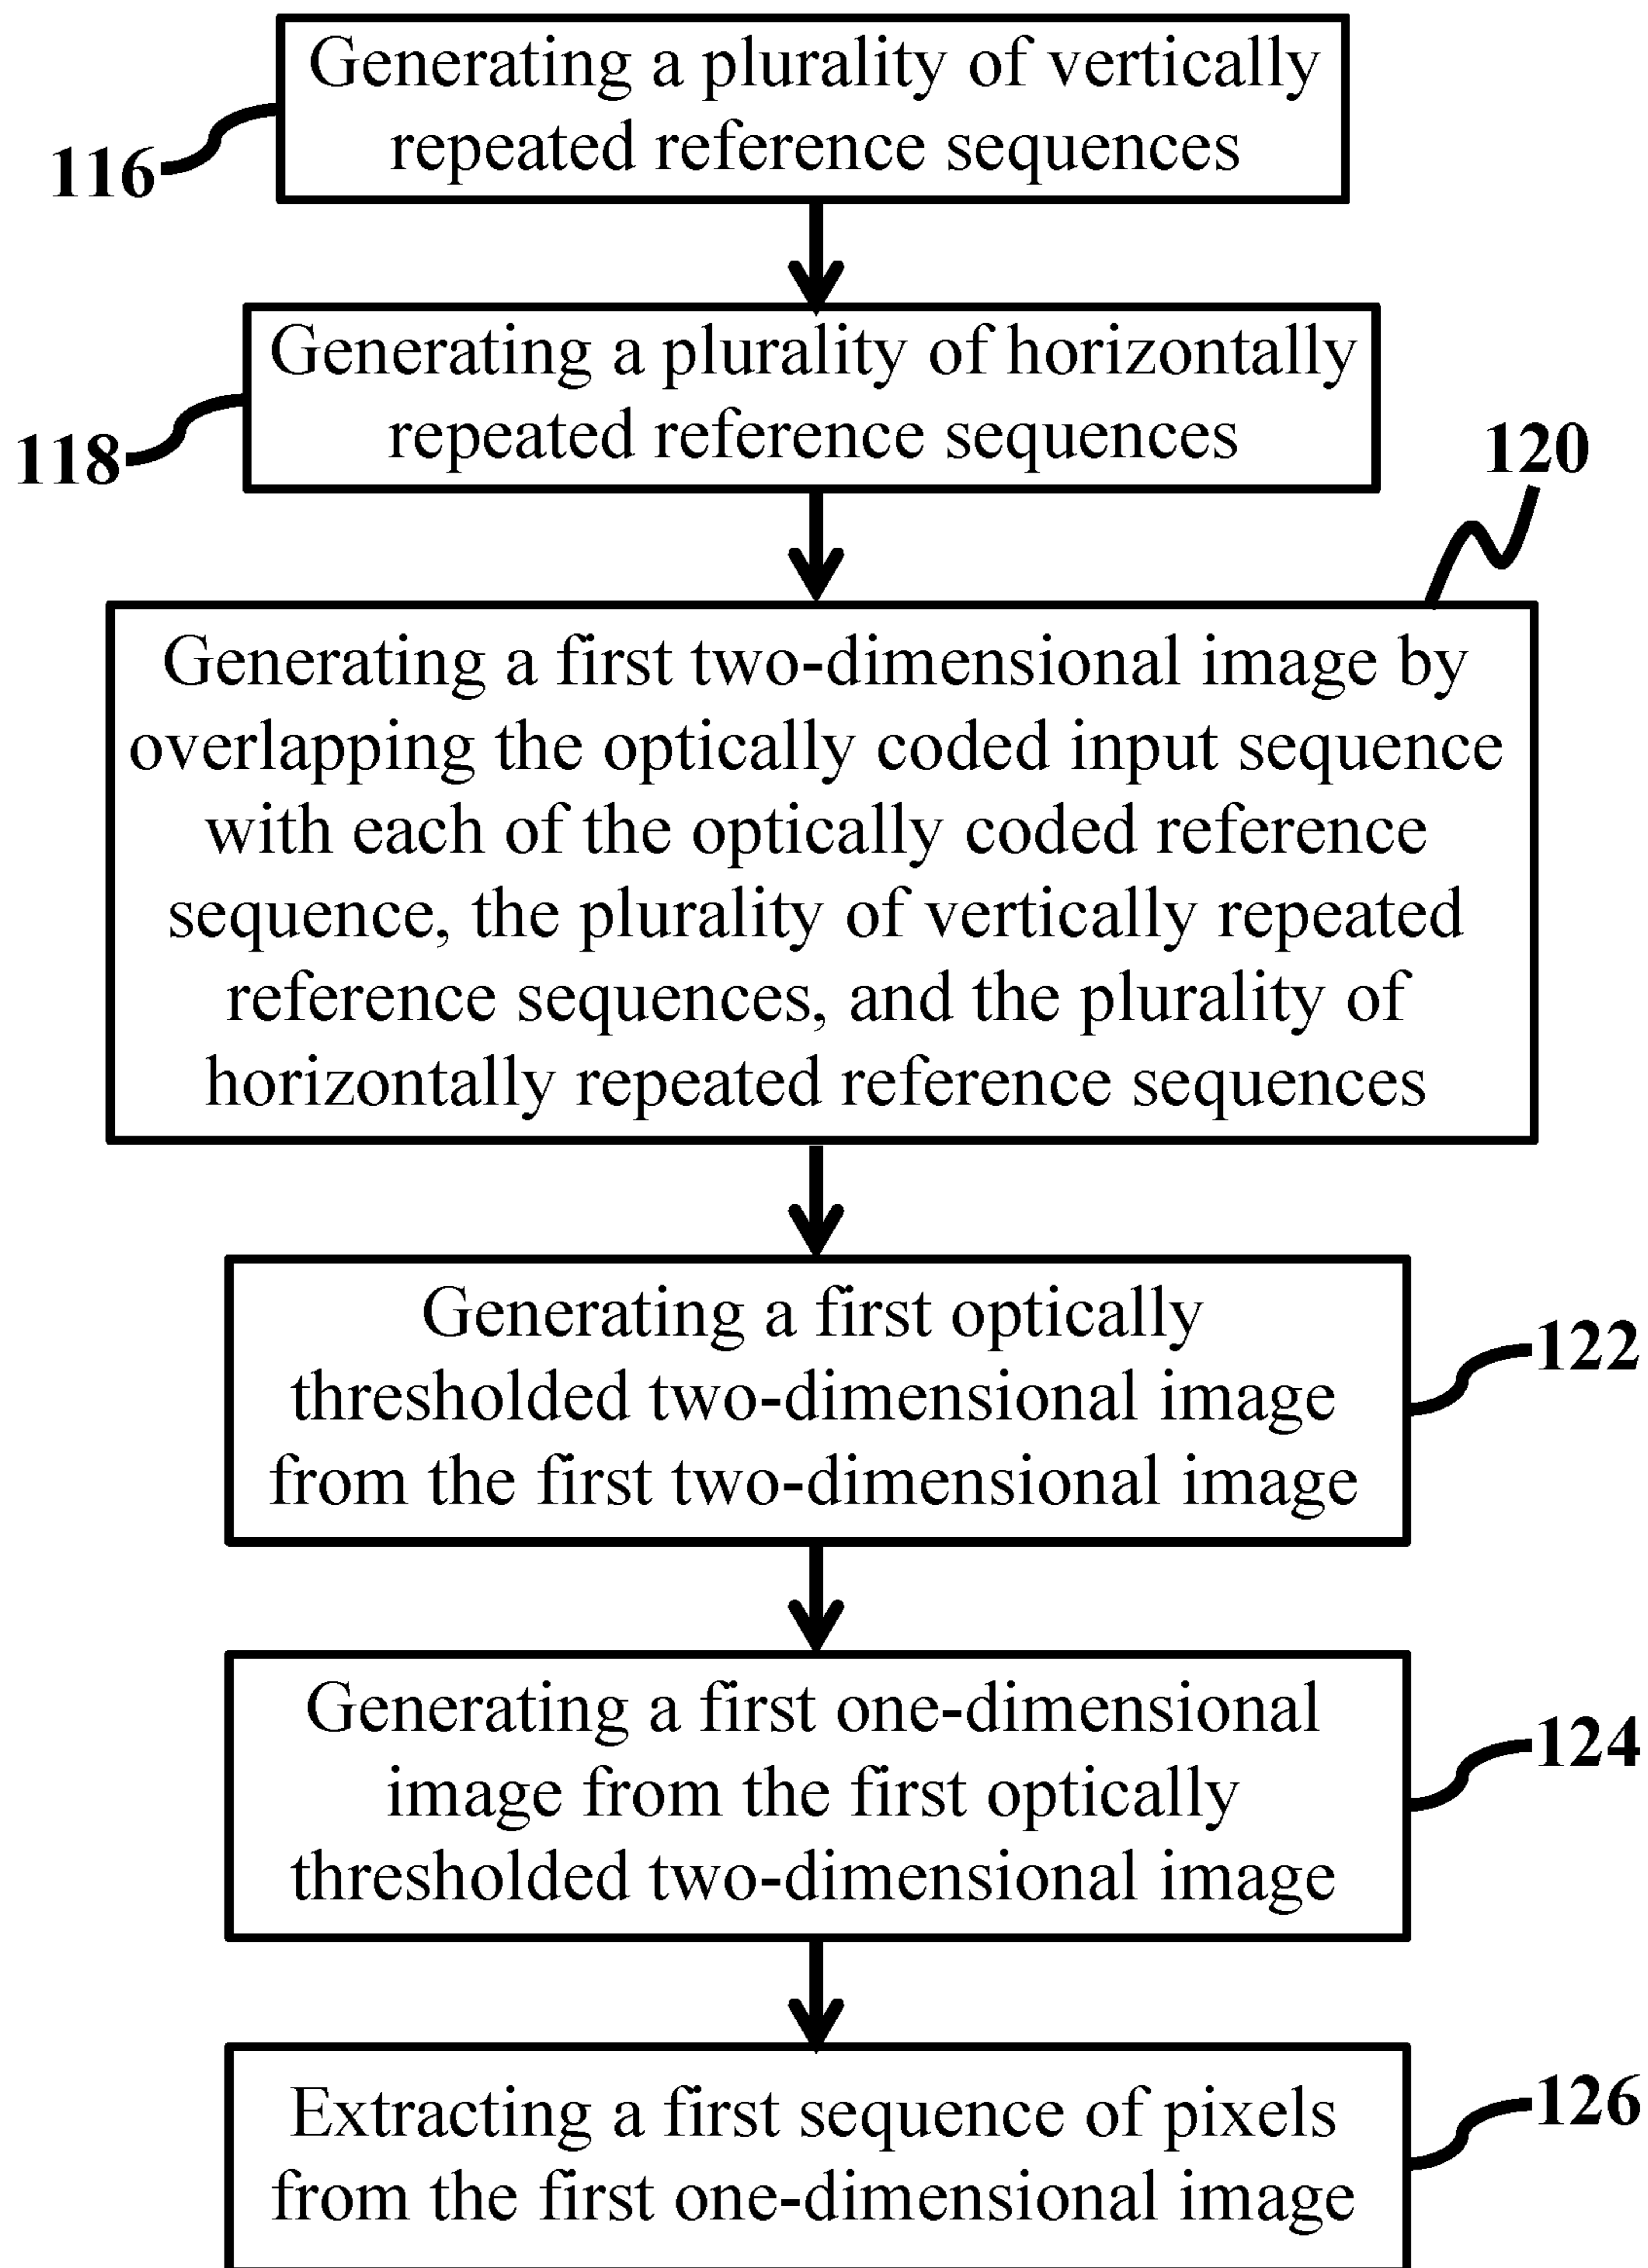 Generating a plurality of vertically
repeated reference sequences
116
Generating a plurality of horizontally
repeated reference sequences
118
120
Generating a first two-dimensional image by
overlapping the optically coded input sequence
with each of the optically coded reference
sequence, the plurality of vertically repeated
reference sequences, and the plurality of
horizontally repeated reference sequences
Generating a first optically
thresholded two-dimensional image
from the first two-dimensional image
122
Generating a first one-dimensional
image from the first optically
thresholded two-dimensional image
124
Extracting a first sequence of pixels
from the first one-dimensional image
126